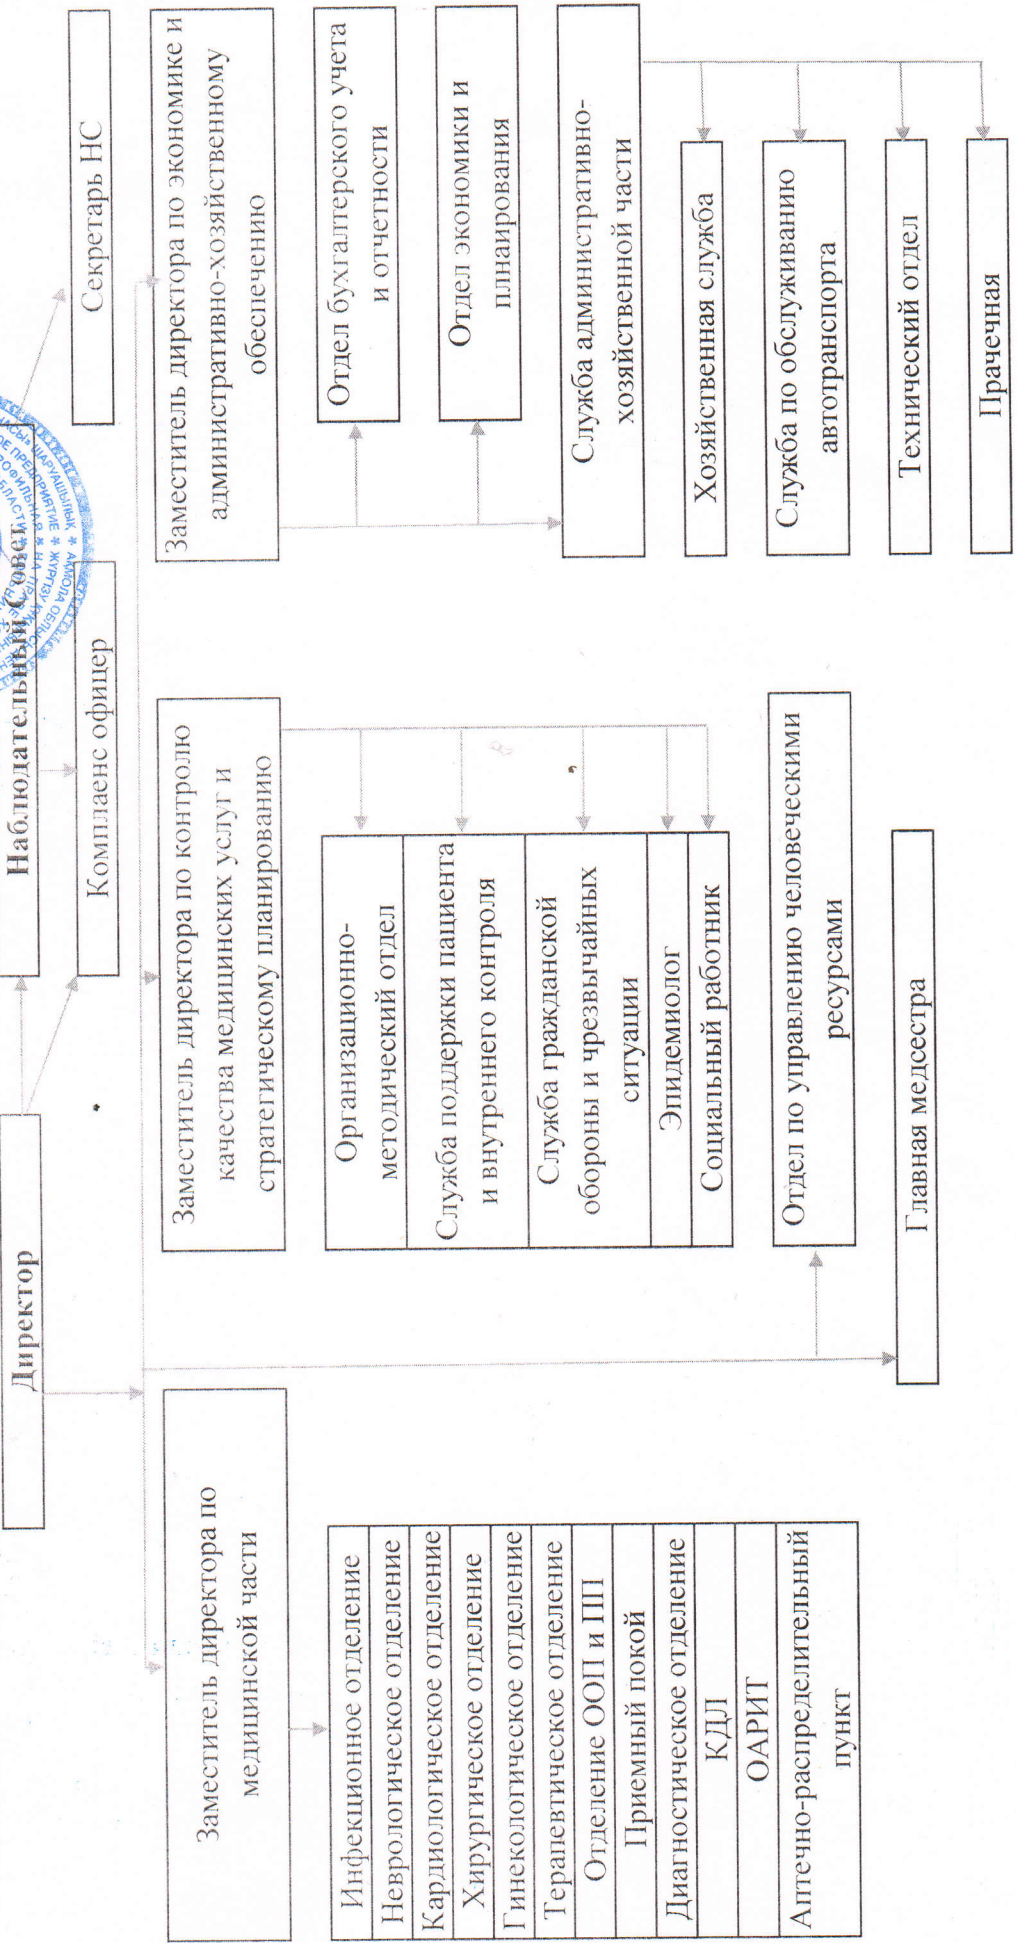 Директор
Наблюдательный Совет
Комплаенс офицер
Секретарь НС
Заместитель директора по
медицинской части
Инфекционное отделение
Неврологическое отделение
Кардиологическое отделение
Хирургическое отделение
Гинекологическое отделение
Терапевтическое отделение
Отделение ООП и ПП
Приемный покой
Диагностическое отделение
КДЛ
ОАРИТ
Аптечно-распределительный
пункт
Заместитель директора по контролю
качества медицинских услуг и
стратегическому планированию
Организационно-
методический отдел
Служба поддержки пациента
и внутреннего контроля
Служба гражданской
обороны и чрезвычайных
ситуации
Эпидемиолог
Социальный работник
Отдел по управлению человеческими
ресурсами
Главная медсестра
Заместитель директора по экономике и
административно-хозяйственному
обеспечению
Отдел бухгалтерского учета
и отчетности
Отдел экономики и
плнаирования
Служба административно-
хозяйственной части
Хозяйственная служба
Служба по обслуживанию
автотранспорта
Технический отдел
Прачечная